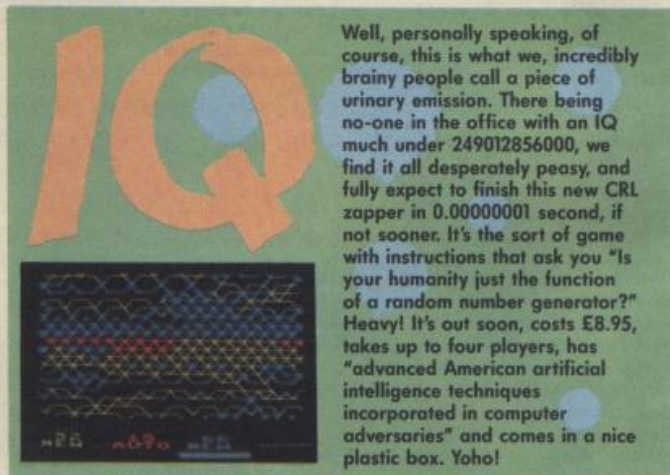 IQ
Well, personally speaking, of
course, this is what we, incredibly
brainy people call a piece of
urinary emission. There being
no-one in the office with an IQ
much under 249012856000, we
find it all desperately peasy, and
fully expect to finish this new CRL
zapper in 0.00000001 second, if
not sooner. It's the sort of game
with instructions that ask you "Is
your humanity just the function
of a random number generator?"
Heavy! It's out soon, costs £8.95,
takes up to four players, has
"advanced American artificial
intelligence techniques
incorporated in computer
adversaries" and comes in a nice
plastic box. Yoho!
AUTO